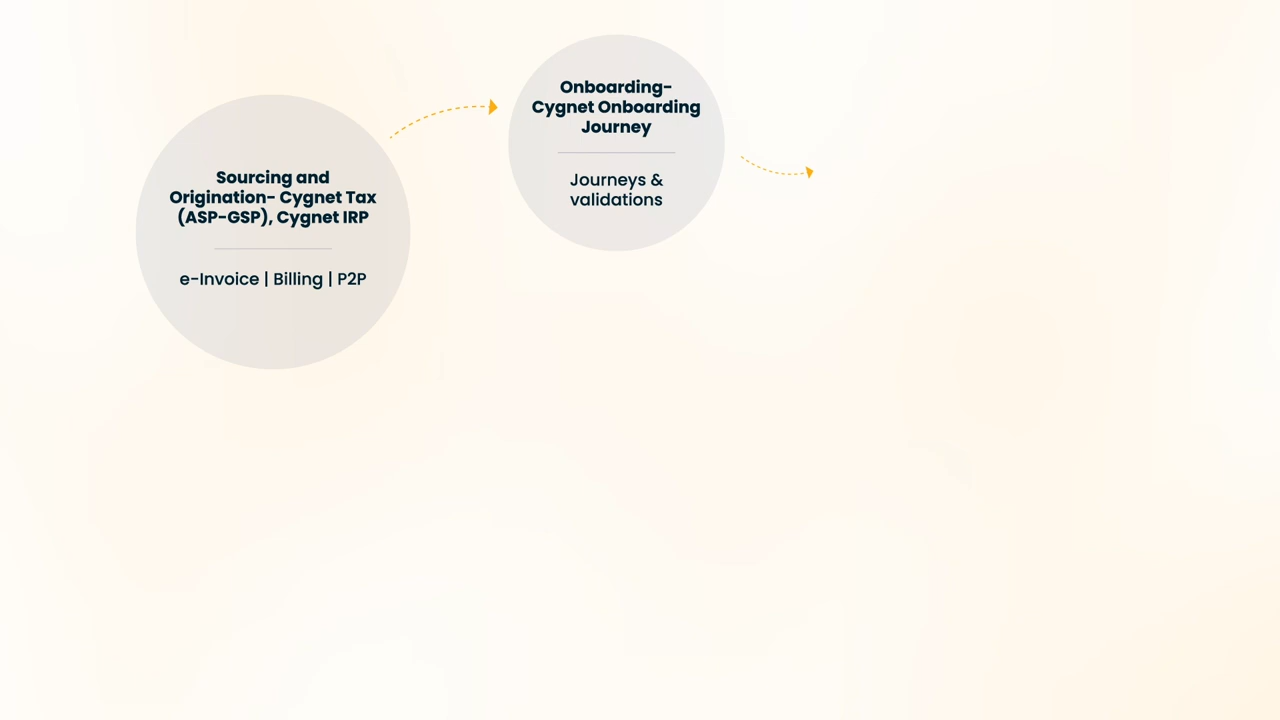 Sourcing and
Origination- Cygnet Tax
(ASP-GSP), Cygnet IRP
e-Invoice | Billing | P2P
Onboarding-
Cygnet Onboarding
Journey
Journeys &
validations